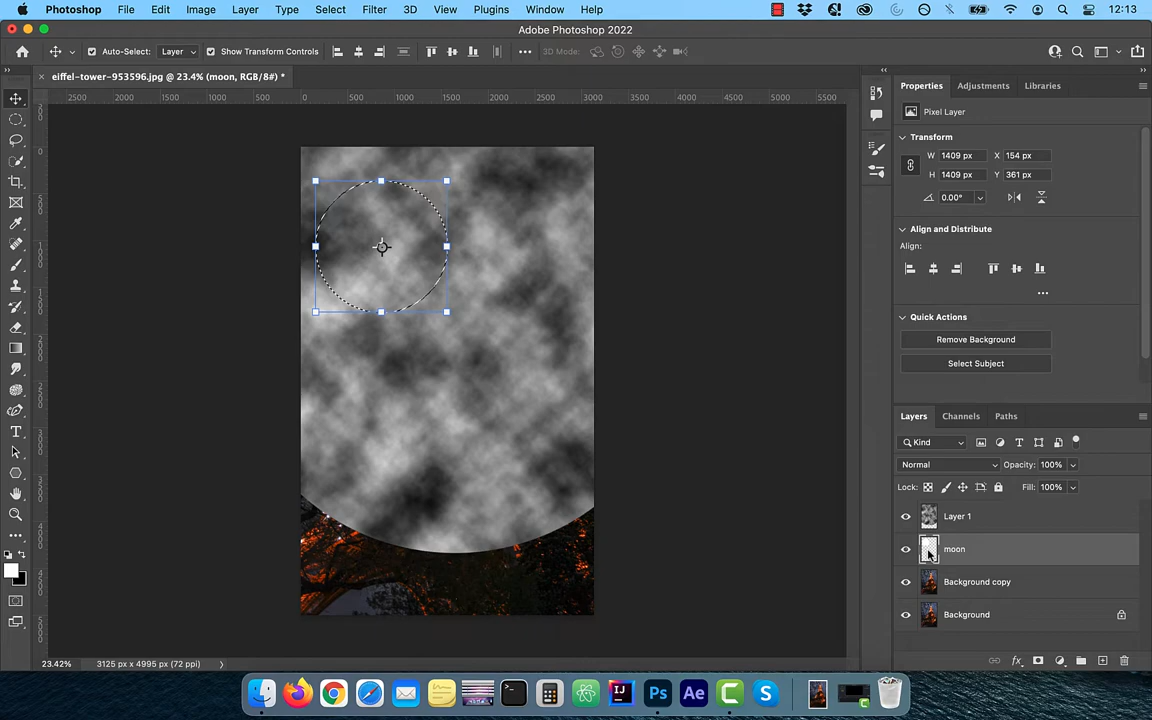 Photoshop File Edit Image Layer Type Select Filter 3D View Plugins Window Help 12:13
Adobe Photoshop 2022
Auto-Select: Layer Show Transform Controls 3D Mode:
eiffel-tower-953596.jpg @ 23.4% (moon, RGB/8#) *
2500 2000 1500 1000 500 0 500 1000 1500 2000 2500 3000 3500 4000 4500 5000 5500
Properties Adjustments Libraries
Pixel Layer
Transform
W 1409 px X 154 px
H 1409 px Y 361 px
0.00°
Align and Distribute
Align:
Quick Actions
Remove Background
Select Subject
Layers Channels Paths
Kind
Normal Opacity: 100%
Lock: Fill: 100%
Layer 1
moon
Background copy
Background
23.42% 3125 px x 4995 px (72 ppi)